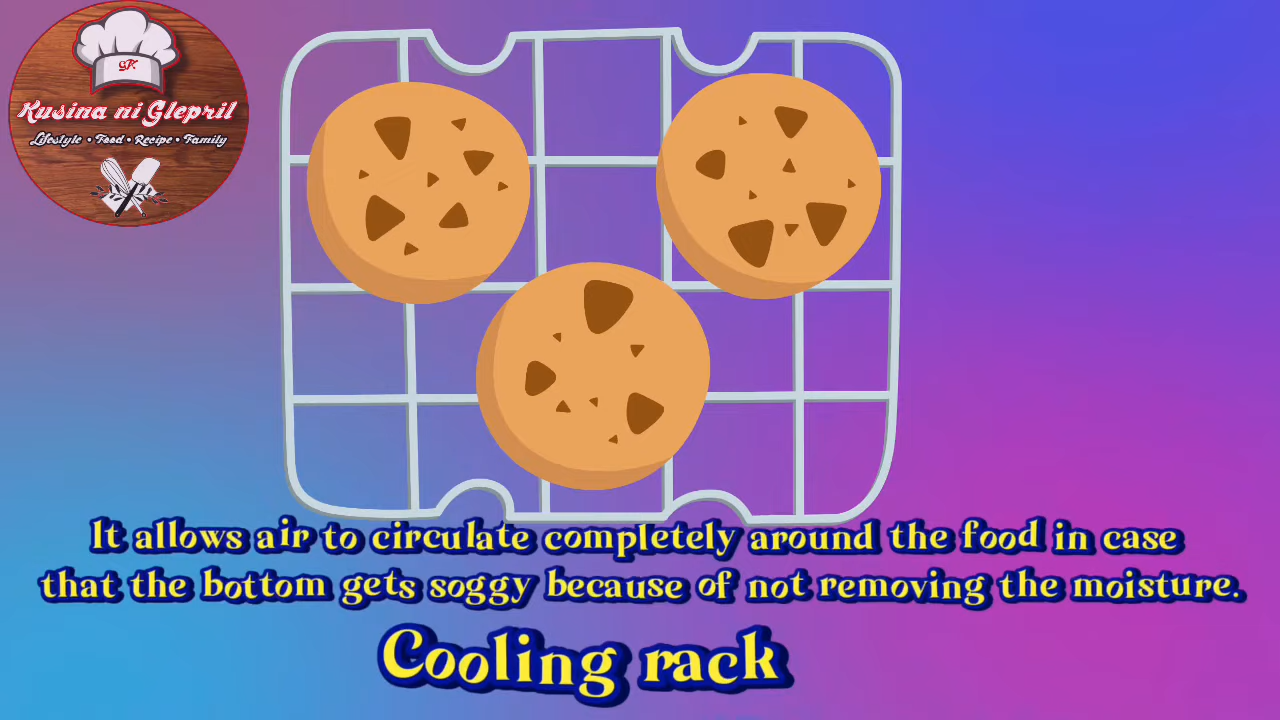 GK
Kusina ni Glepril
Lifestyle • Food • Recipe • Family
It allows air to circulate completely around the food in case
that the bottom gets soggy because of not removing the moisture.
Cooling rack